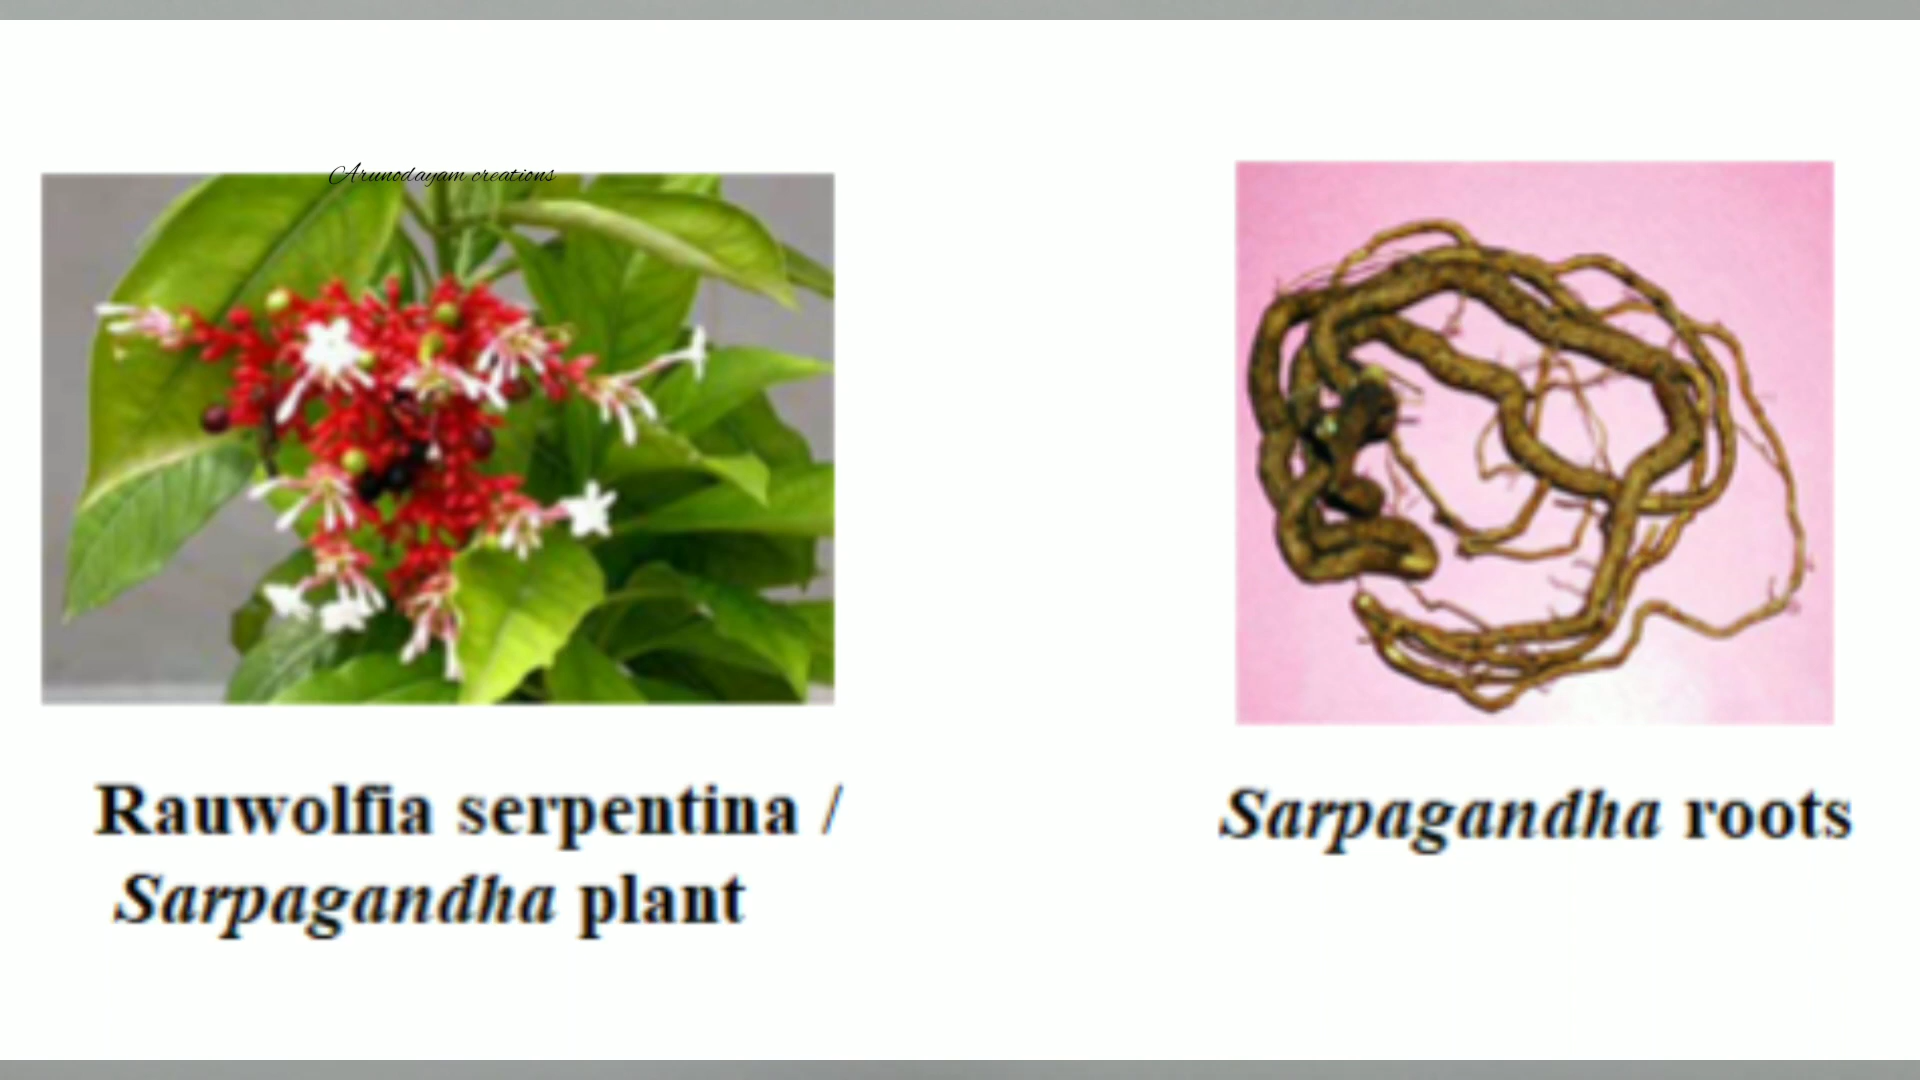 Arunodayam creations
Rauwolfia serpentina /
Sarpagandha plant
Sarpagandha roots